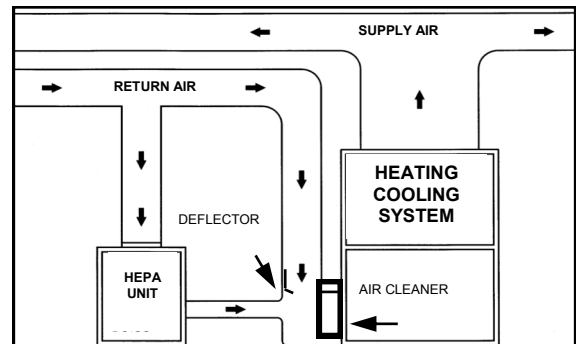 SUPPLY AIR
RETURN AIR
HEATING
COOLING
SYSTEM
DEFLECTOR
HEPA
UNIT
AIR CLEANER